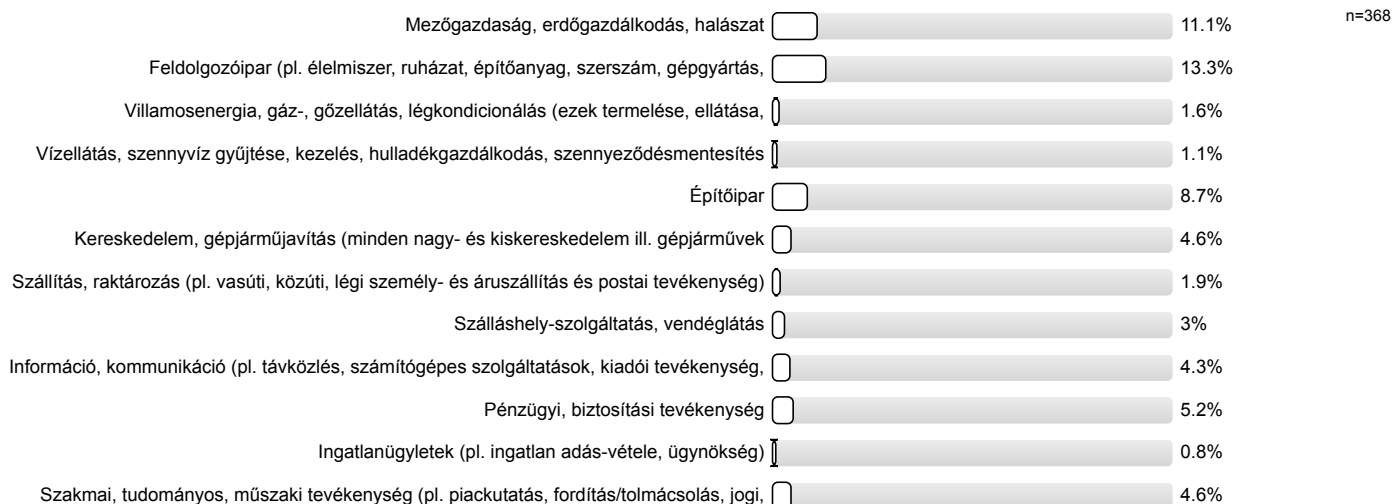 Mezőgazdaság, erdőgazdálkodás, halászat 11.1% n=368
Feldolgozóipar (pl. élelmiszer, ruházat, építőanyag, szerszám, gépgyártás, 13.3%
Villamosenergia, gáz-, gőzellátás, légkondicionálás (ezek termelése, ellátása, 1.6%
Vízellátás, szennyvíz gyűjtése, kezelés, hulladékgazdálkodás, szennyeződésmentesítés 1.1%
Építőipar 8.7%
Kereskedelem, gépjárműjavítás (minden nagy- és kiskereskedelem ill. gépjárművek 4.6%
Szállítás, raktározás (pl. vasúti, közúti, légi személy- és áruszállítás és postai tevékenység) 1.9%
Szálláshely-szolgáltatás, vendéglátás 3%
Információ, kommunikáció (pl. távközlés, számítógépes szolgáltatások, kiadói tevékenység, 4.3%
Pénzügyi, biztosítási tevékenység 5.2%
Ingatlanügyletek (pl. ingatlan adás-vétele, ügynökség) 0.8%
Szakmai, tudományos, műszaki tevékenység (pl. piackutatás, fordítás/tolmácsolás, jogi, 4.6%